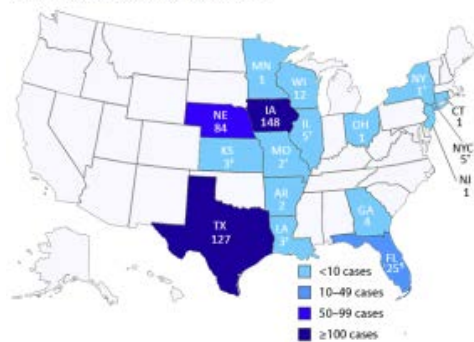 MN
1
WI
12
NY
1
IA
148
NE
84
IL
5
OH
1
CT
1
NYC
5
NJ
1
KS
3
MO
2
AR
2
GA
4
TX
127
LA
3
FL
25
<10 cases
10–49 cases
50–99 cases
≥100 cases